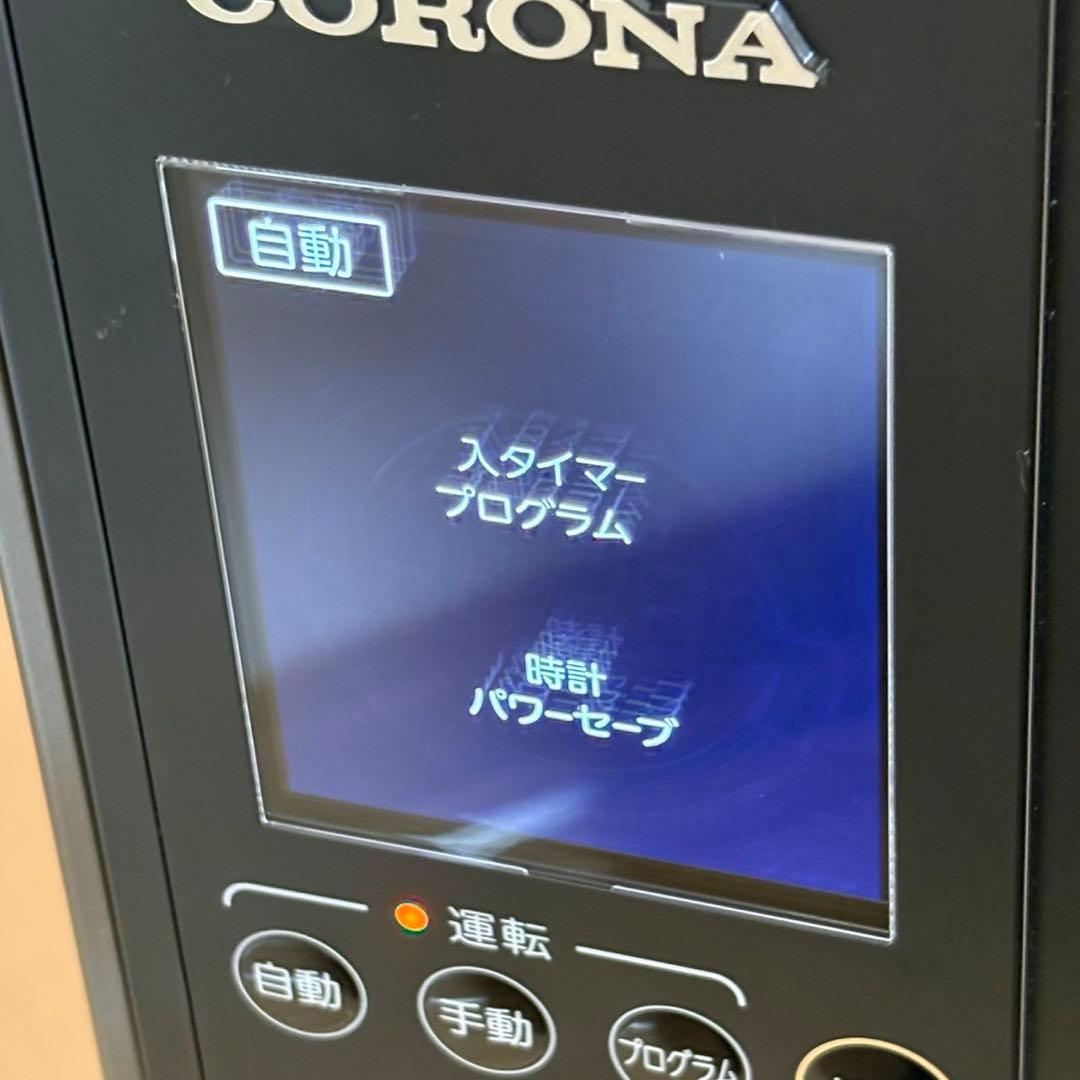 CORONA
自動
入タイマー
プログラム
時計
パワーセーブ
運転
自動
手動
プログラム